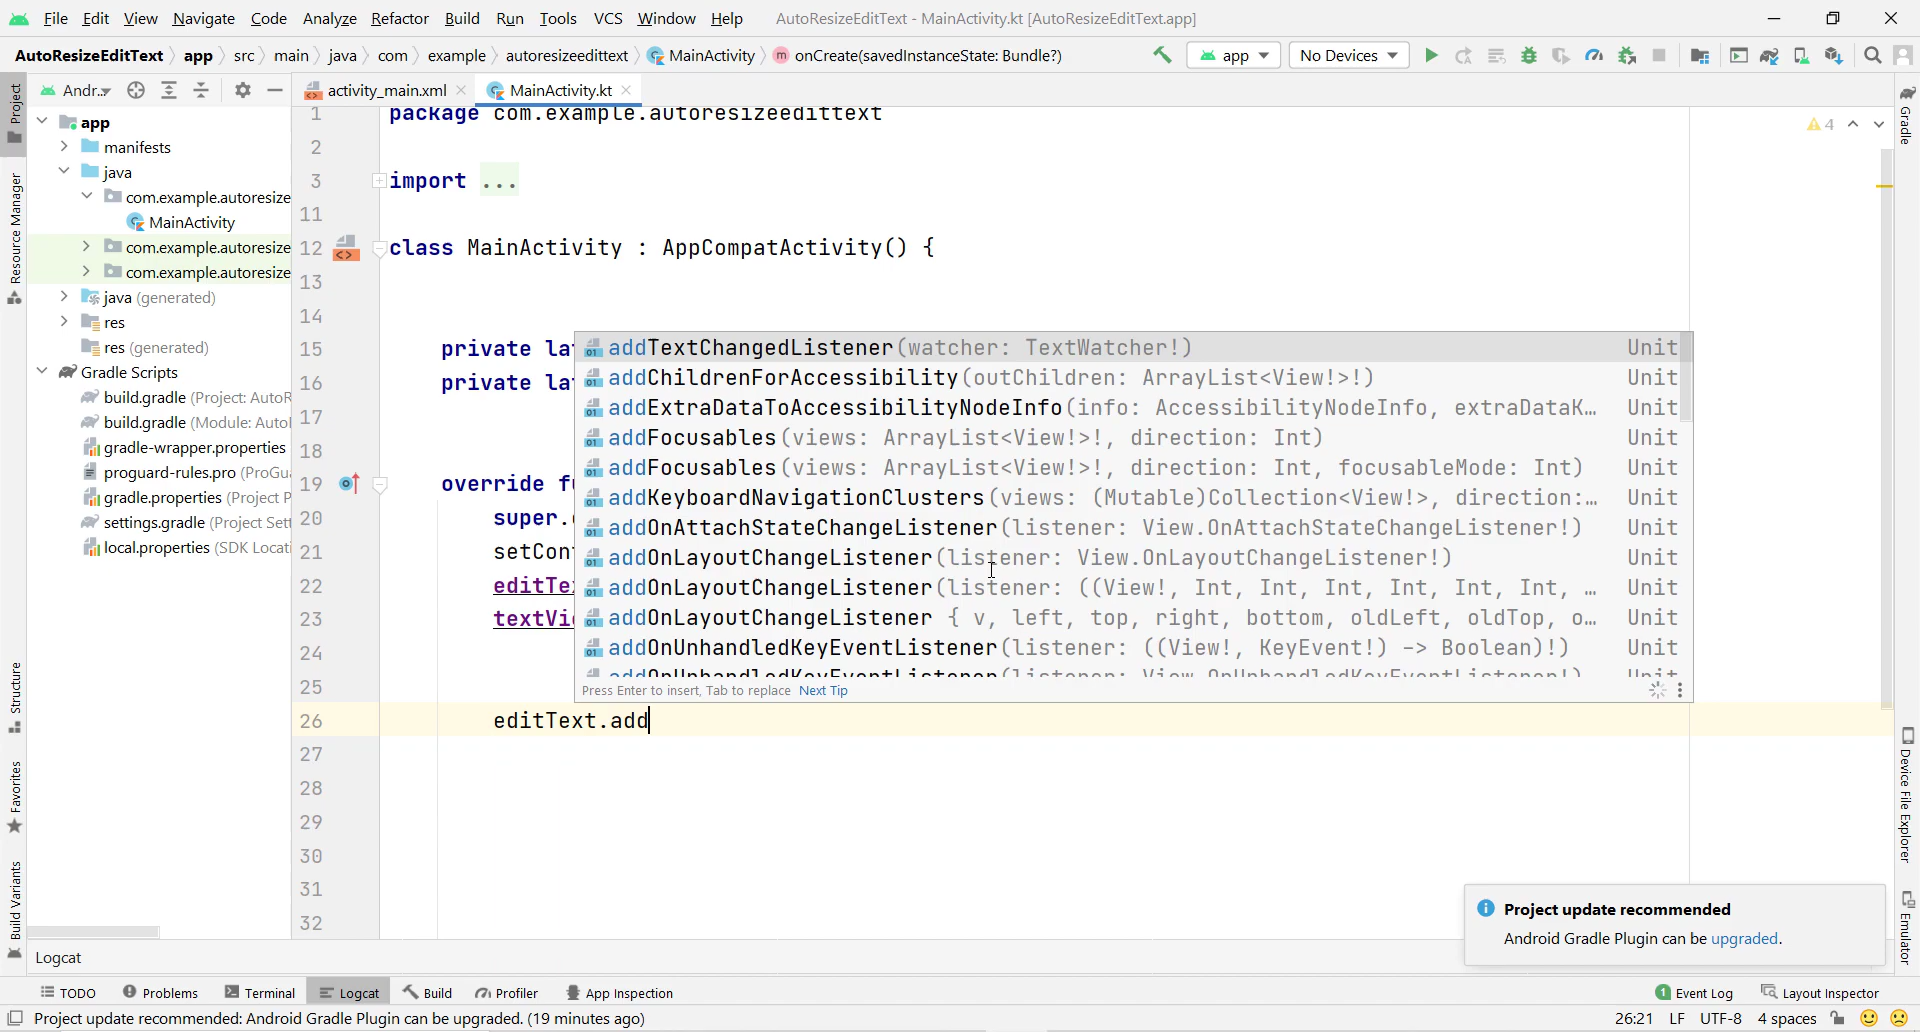 File Edit View Navigate Code Analyze Refactor Build Run Tools VCS Window Help AutoResizeEditText - MainActivity.kt [AutoResizeEditText.app]
AutoResizeEditText app src main java com example autoresizeedittext MainActivity onCreate(savedInstanceState: Bundle?) app No Devices
Project
Resource Manager
Structure
Favorites
Build Variants
Andr...
app
manifests
java
com.example.autoresize
MainActivity
com.example.autoresize
com.example.autoresize
java (generated)
res
res (generated)
Gradle Scripts
build.gradle (Project: AutoR
build.gradle (Module: Autol
gradle-wrapper.properties
proguard-rules.pro (ProGu
gradle.properties (Project P
settings.gradle (Project Set
local.properties (SDK Locati
activity_main.xml MainActivity.kt
4
1 package com.example.autoresizeedittext
2
3 import ...
11
12 class MainActivity : AppCompatActivity() {
13
14
15 private la
16 private la
17
18
19 override fu
20 super.
21 setCon
22 editTe
23 textVi
24
25
26 editText.add
27
28
29
30
31
32
addTextChangedListener(watcher: TextWatcher!) Unit
addChildrenForAccessibility(outChildren: ArrayList<View!>!) Unit
addExtraDataToAccessibilityNodeInfo(info: AccessibilityNodeInfo, extraDataK... Unit
addFocusables(views: ArrayList<View!>!, direction: Int) Unit
addFocusables(views: ArrayList<View!>!, direction: Int, focusableMode: Int) Unit
addKeyboardNavigationClusters(views: (Mutable)Collection<View!>, direction:... Unit
addOnAttachStateChangeListener(listener: View.OnAttachStateChangeListener!) Unit
addOnLayoutChangeListener(listener: View.OnLayoutChangeListener!) Unit
addOnLayoutChangeListener(listener: ((View!, Int, Int, Int, Int, Int, Int, … Unit
addOnLayoutChangeListener { v, left, top, right, bottom, oldLeft, oldTop, o... Unit
addOnUnhandledKeyEventListener(listener: ((View!, KeyEvent!) -> Boolean)!) Unit
addOnUnhandledKeyEventListener(listener: View.OnUnhandledKeyEventListener!) Unit
Press Enter to insert, Tab to replace Next Tip
Gradle
Device File Explorer
Emulator
Project update recommended
Android Gradle Plugin can be upgraded.
Logcat
TODO Problems Terminal Logcat Build Profiler App Inspection 1 Event Log Layout Inspector
Project update recommended: Android Gradle Plugin can be upgraded. (19 minutes ago) 26:21 LF UTF-8 4 spaces